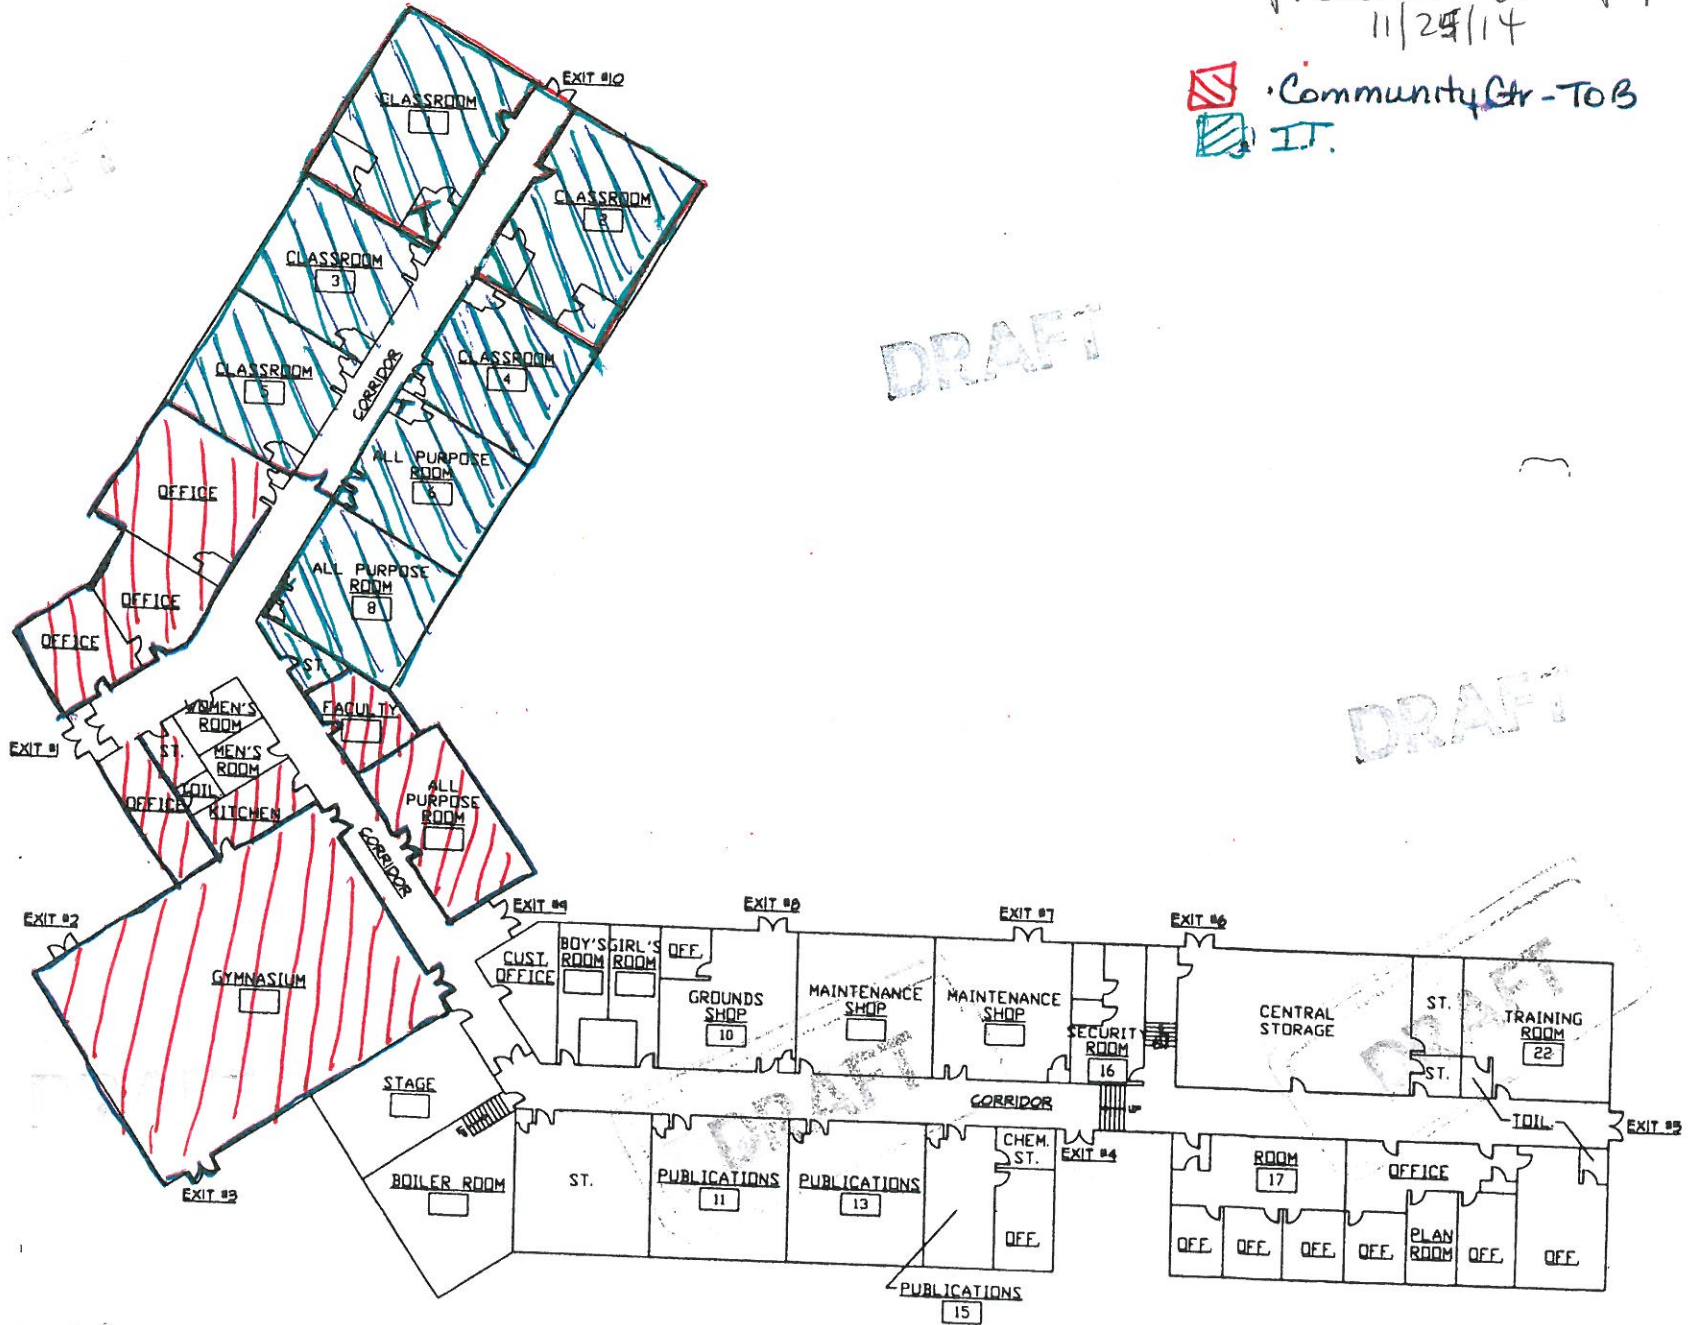 11/25/14
Community Ctr - TOB
I.T.
EXIT #10
CLASSROOM
1
CLASSROOM
2
CLASSROOM
3
CLASSROOM
4
CLASSROOM
5
CORRIDOR
ALL PURPOSE
ROOM
6
OFFICE
ALL PURPOSE
ROOM
8
OFFICE
OFFICE
ST.
FACULTY
WOMEN'S
ROOM
MEN'S
ROOM
ST.
TOIL.
EXIT #1
OFFICE
KITCHEN
ALL
PURPOSE
ROOM
CORRIDOR
EXIT #2
GYMNASIUM
EXIT #3
EXIT #9
EXIT #8
EXIT #7
EXIT #6
CUST.
OFFICE
BOY'S
ROOM
GIRL'S
ROOM
OFF.
GROUNDS
SHOP
10
MAINTENANCE
SHOP
MAINTENANCE
SHOP
SECURITY
ROOM
16
CENTRAL
STORAGE
ST.
ST.
TRAINING
ROOM
22
STAGE
CORRIDOR
UP
TOIL.
EXIT #5
BOILER ROOM
ST.
PUBLICATIONS
11
PUBLICATIONS
13
CHEM.
ST.
EXIT #4
OFF.
PUBLICATIONS
15
ROOM
17
OFFICE
OFF.
OFF.
OFF.
OFF.
PLAN
ROOM
OFF.
OFF.
DRAFT
DRAFT
DRAFT
DRAFT